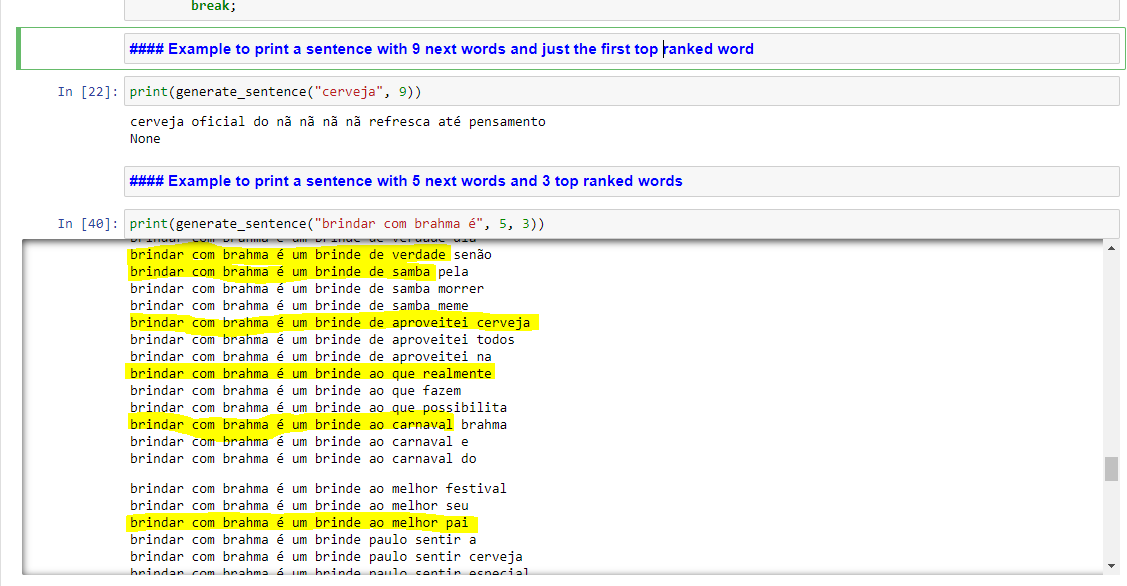 break;
#### Example to print a sentence with 9 next words and just the first top ranked word
In [22]: print(generate_sentence("cerveja", 9))
cerveja oficial do nã nã nã nã refresca até pensamento
None
#### Example to print a sentence with 5 next words and 3 top ranked words
In [40]: print(generate_sentence("brindar com brahma é", 5, 3))
brindar com brahma é um brinde de verdade
brindar com brahma é um brinde de verdade senão
brindar com brahma é um brinde de samba pela
brindar com brahma é um brinde de samba morrer
brindar com brahma é um brinde de samba meme
brindar com brahma é um brinde de aproveitei cerveja
brindar com brahma é um brinde de aproveitei todos
brindar com brahma é um brinde de aproveitei na
brindar com brahma é um brinde ao que realmente
brindar com brahma é um brinde ao que fazem
brindar com brahma é um brinde ao que possibilita
brindar com brahma é um brinde ao carnaval brahma
brindar com brahma é um brinde ao carnaval e
brindar com brahma é um brinde ao carnaval do
brindar com brahma é um brinde ao melhor festival
brindar com brahma é um brinde ao melhor seu
brindar com brahma é um brinde ao melhor pai
brindar com brahma é um brinde paulo sentir a
brindar com brahma é um brinde paulo sentir cerveja
brindar com brahma é um brinde paulo sentir especial